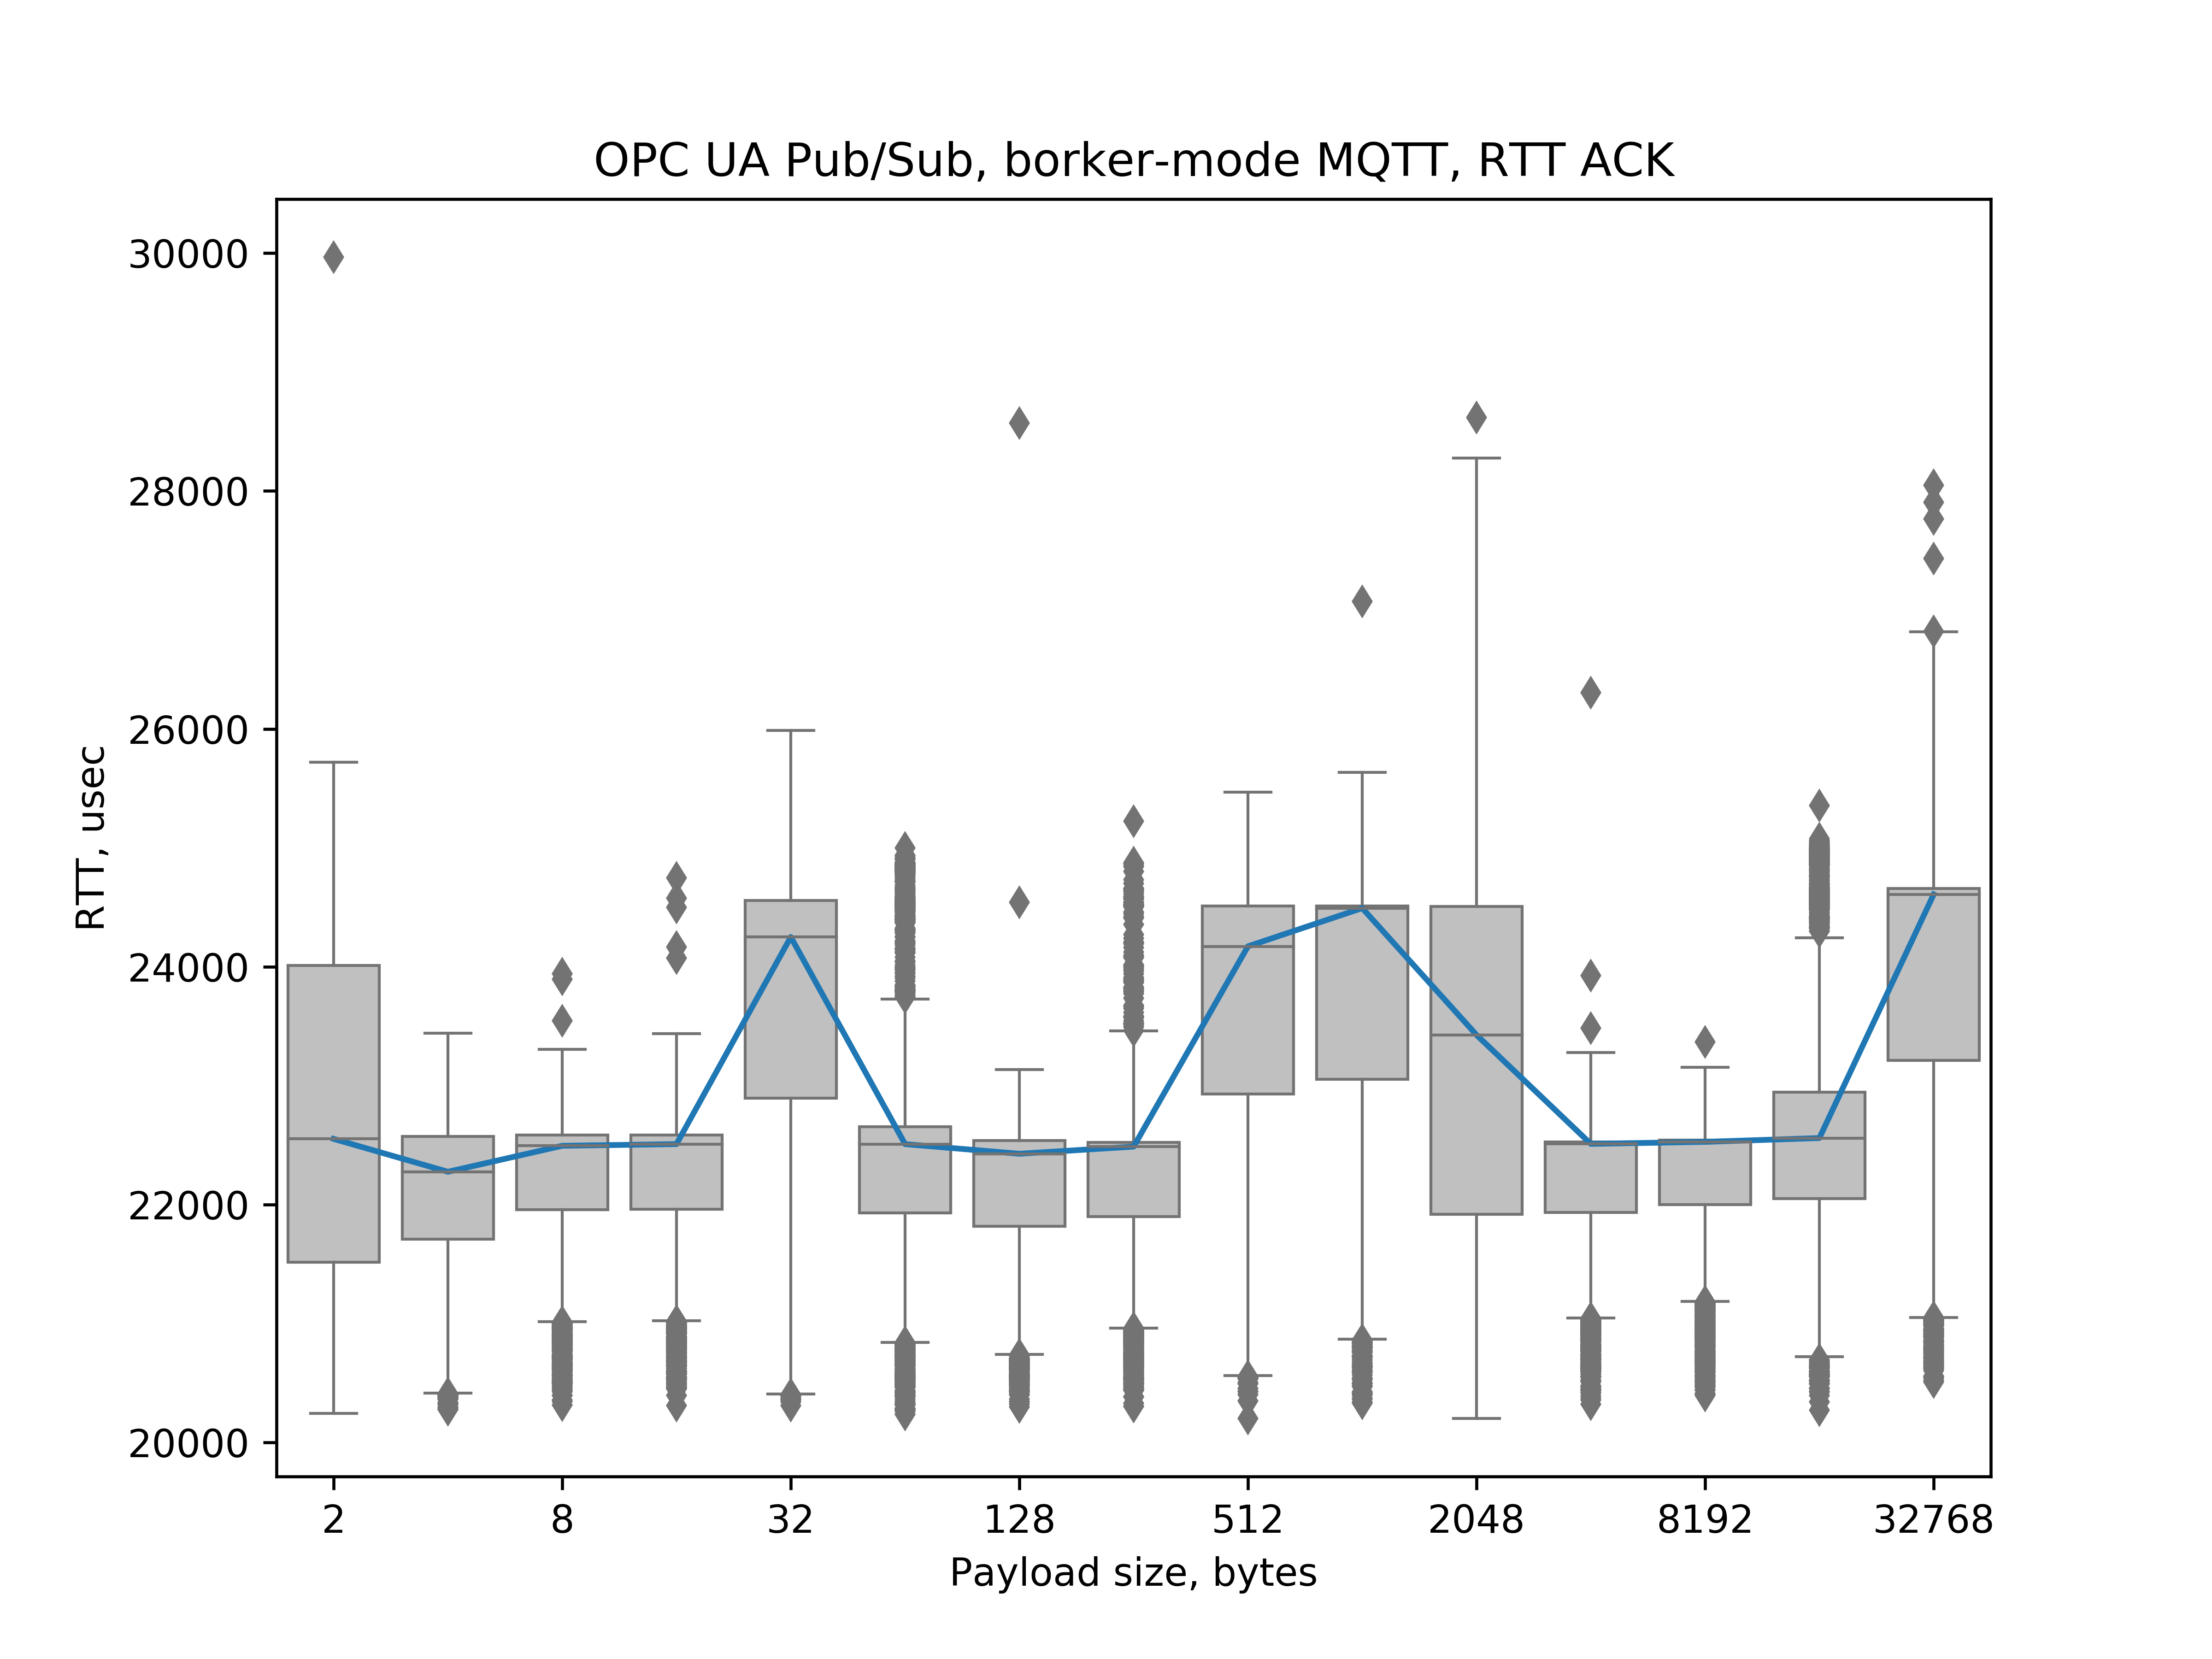 OPC UA Pub/Sub, borker-mode MQTT, RTT ACK
30000
28000
26000
24000
22000
20000
RTT, usec
2 8 32 128 512 2048 8192 32768
Payload size, bytes